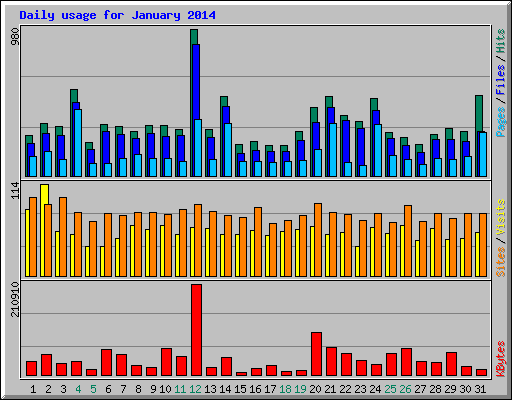 Daily usage for January 2014
980
Pages / Files / Hits
114
Sites / Visits
210910
KBytes
1 2 3 4 5 6 7 8 9 10 11 12 13 14 15 16 17 18 19 20 21 22 23 24 25 26 27 28 29 30 31